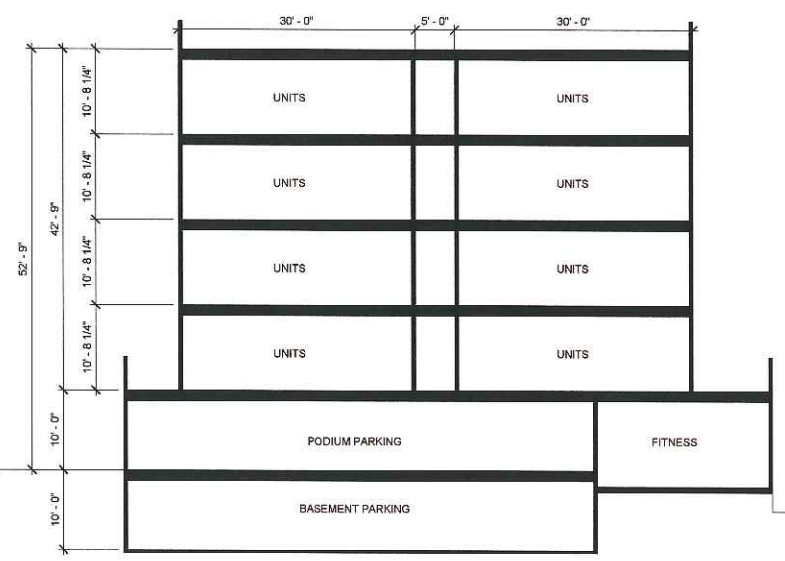 30' - 0" 5' - 0" 30' - 0"
10' - 8 1/4"
UNITS UNITS
10' - 8 1/4"
UNITS UNITS
42' - 9"
52' - 9"
10' - 8 1/4"
UNITS UNITS
10' - 8 1/4"
UNITS UNITS
10' - 0"
PODIUM PARKING FITNESS
10' - 0"
BASEMENT PARKING